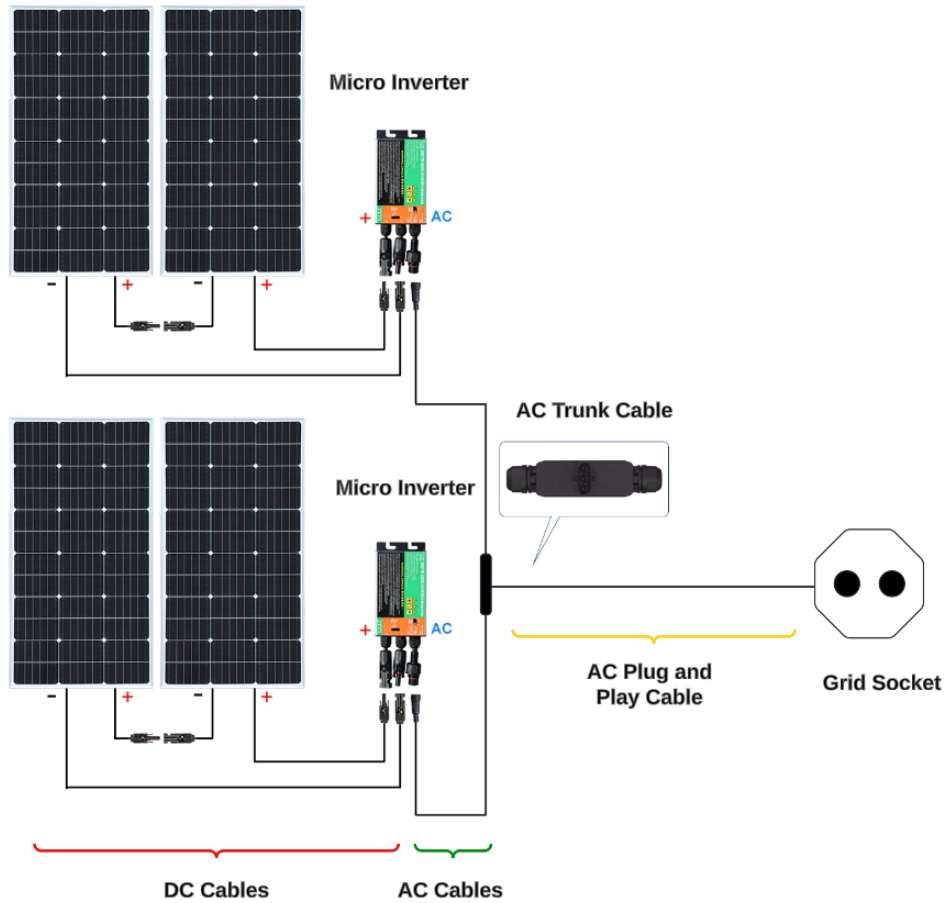 Micro Inverter
+ AC
- + - +
AC Trunk Cable
Micro Inverter
+ AC
- + - +
AC Plug and
Play Cable
Grid Socket
DC Cables
AC Cables